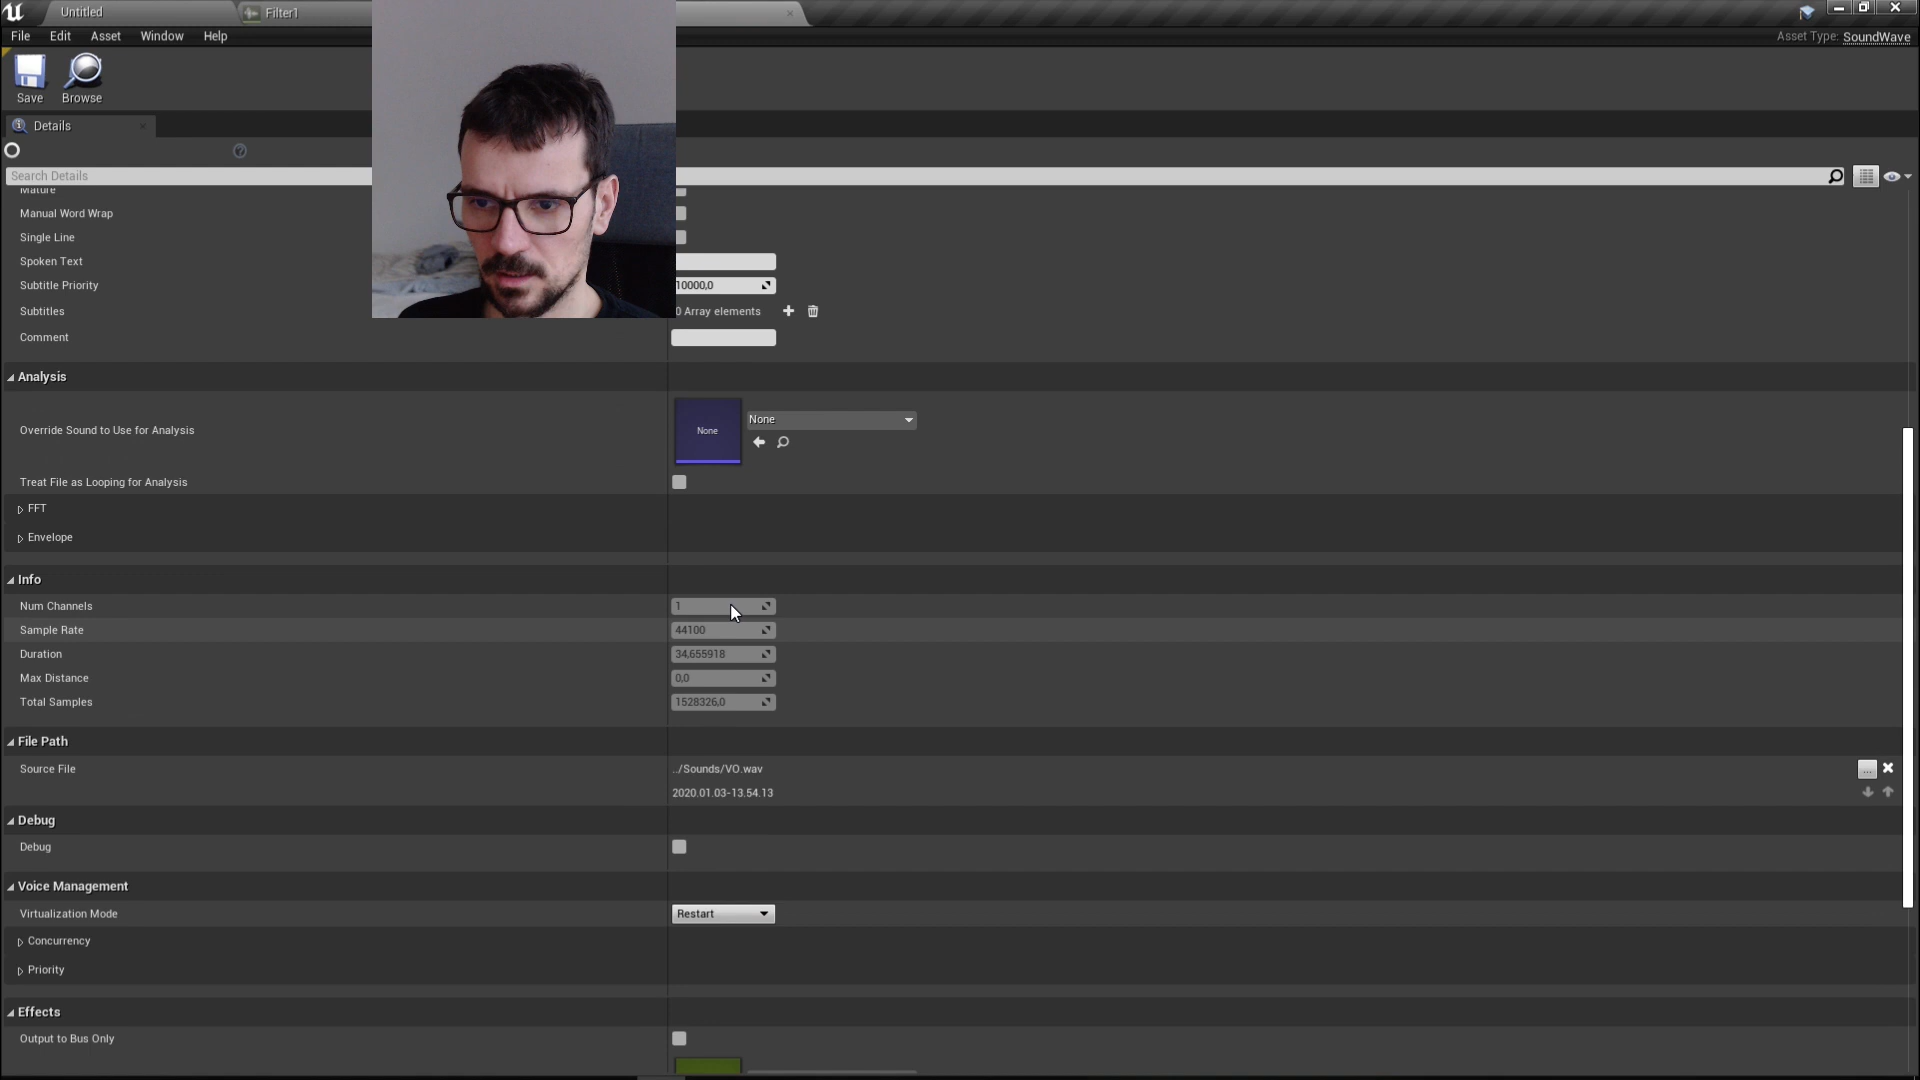 Untitled
Filter1
File Edit Asset Window Help
Asset Type: SoundWave
Save Browse
Details
Search Details
Mature
Manual Word Wrap
Single Line
Spoken Text
Subtitle Priority 10000,0
Subtitles 0 Array elements
Comment
Analysis
Override Sound to Use for Analysis None None
Treat File as Looping for Analysis
FFT
Envelope
Info
Num Channels 1
Sample Rate 44100
Duration 34,655918
Max Distance 0,0
Total Samples 1528326,0
File Path
Source File ../Sounds/VO.wav ...
2020.01.03-13.54.13
Debug
Debug
Voice Management
Virtualization Mode Restart
Concurrency
Priority
Effects
Output to Bus Only